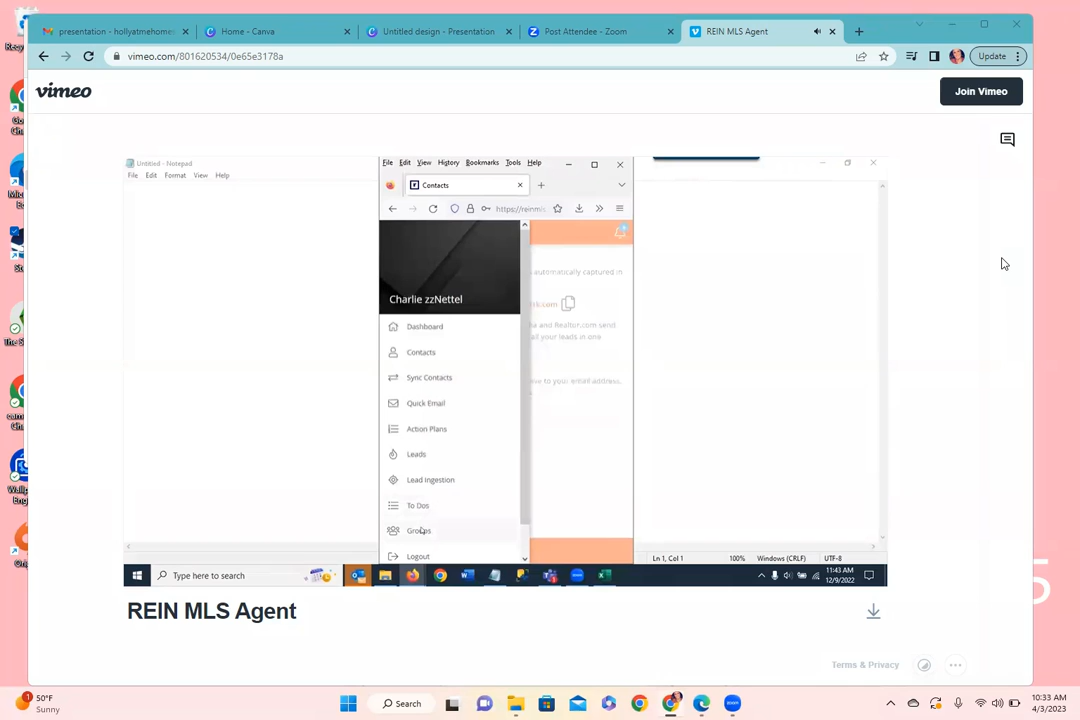 presentation - hollyatmehomes
Home - Canva
Untitled design - Presentation
Post Attendee - Zoom
REIN MLS Agent
vimeo.com/801620534/0e65e3178a
Update
vimeo
Join Vimeo
Untitled - Notepad
File Edit Format View Help
File Edit View History Bookmarks Tools Help
Contacts
https://reinmls
Charlie zzNettel
Dashboard
Contacts
Sync Contacts
Quick Email
Action Plans
Leads
Lead Ingestion
To Dos
Groups
Logout
automatically captured in
.com
and Realtor.com send
all your leads in one
to your email address.
Ln 1, Col 1
100%
Windows (CRLF)
UTF-8
Type here to search
11:43 AM
12/9/2022
REIN MLS Agent
Terms & Privacy
5
50°F
Sunny
Search
10:33 AM
4/3/2023